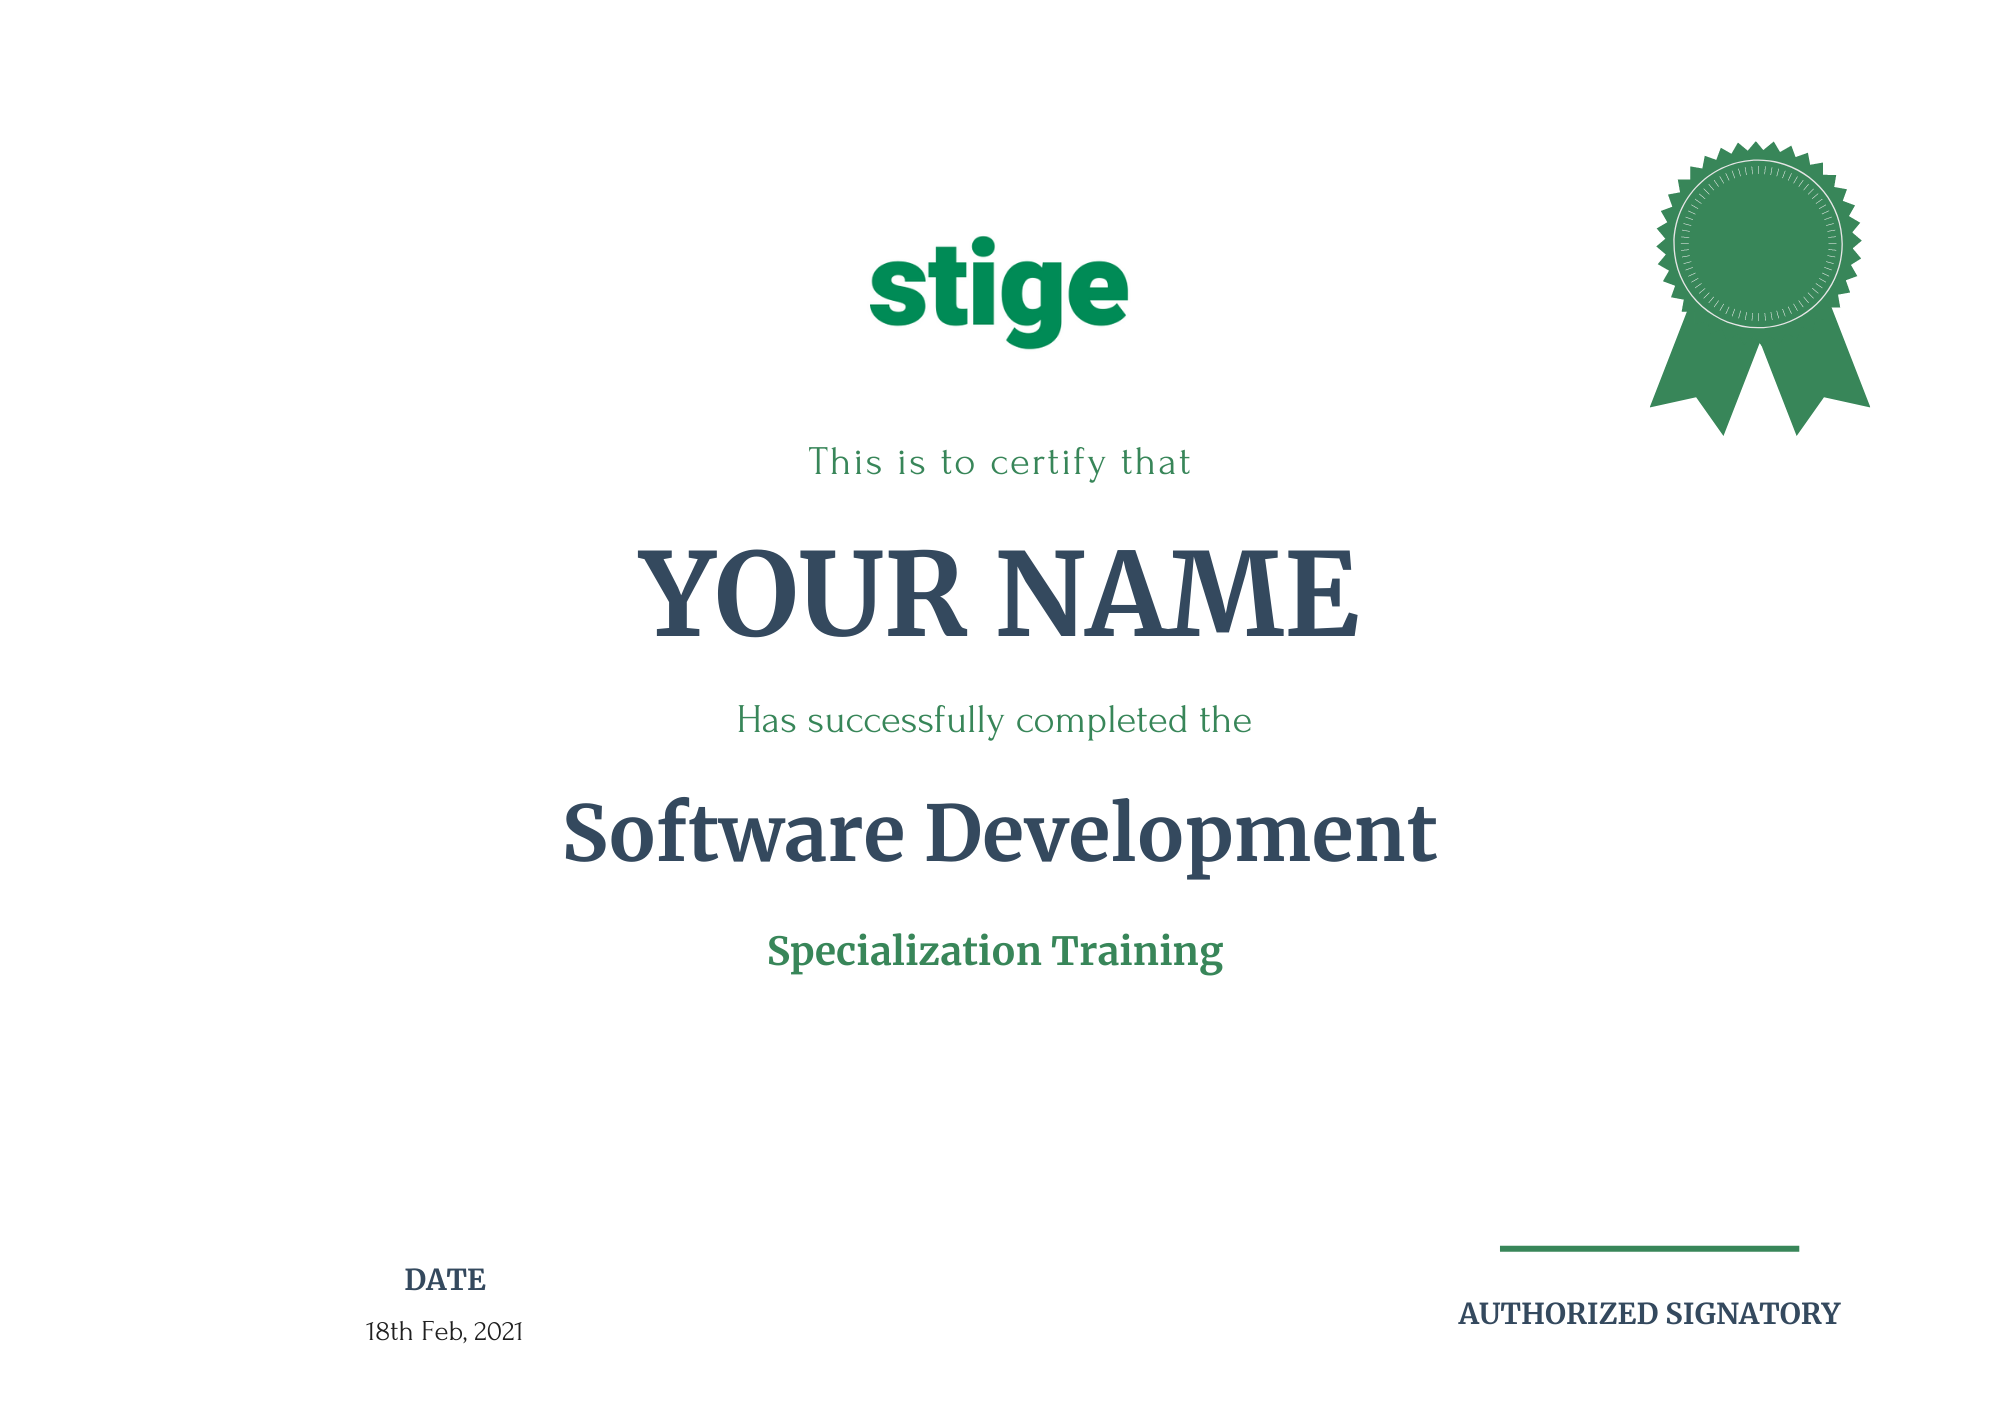 stige
This is to certify that
YOUR NAME
Has successfully completed the
Software Development
Specialization Training
DATE
18th Feb, 2021
AUTHORIZED SIGNATORY